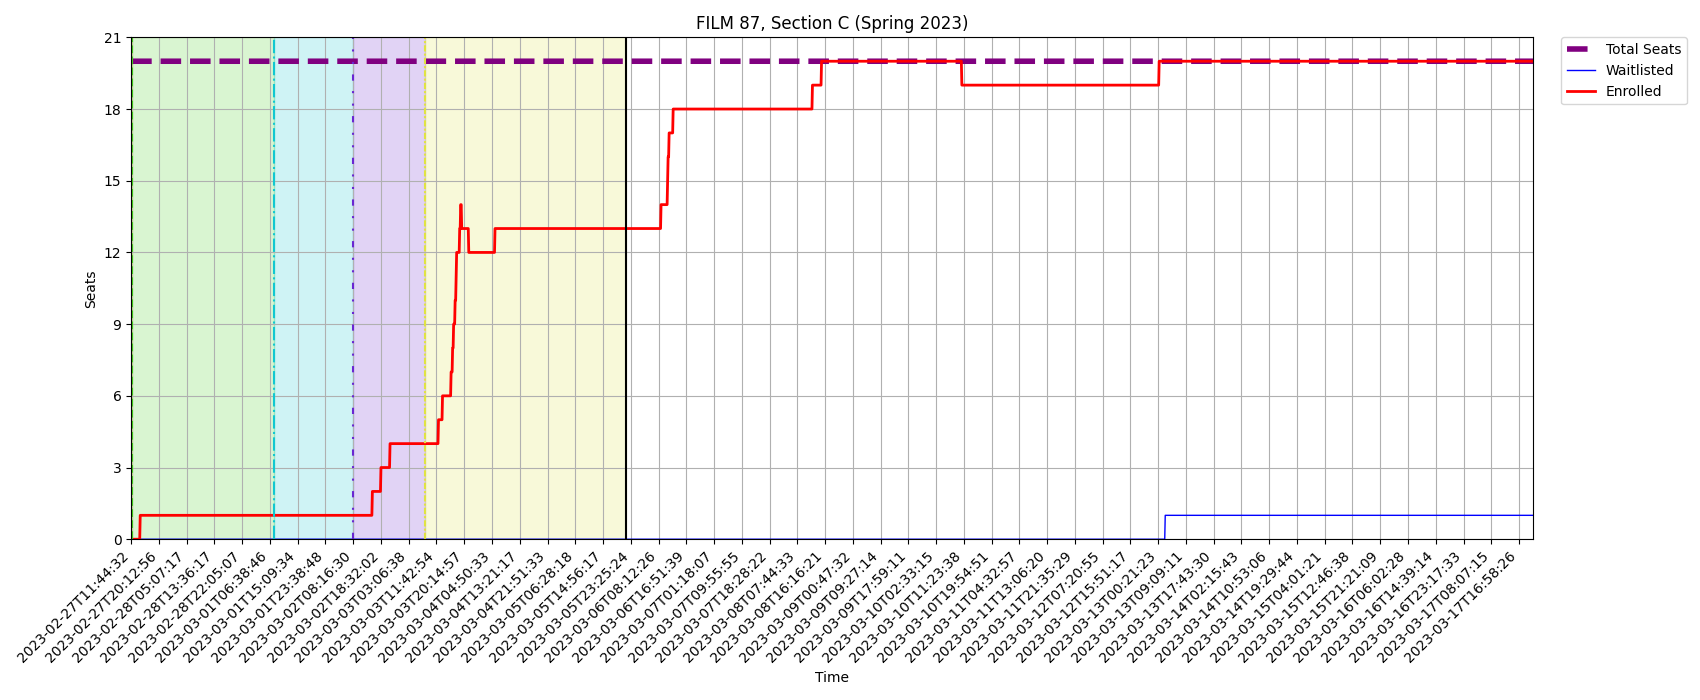 FILM 87, Section C (Spring 2023)
Total Seats
Waitlisted
Enrolled
Seats
21
18
15
12
9
6
3
0
2023-02-27T11:44:32
2023-02-27T20:12:56
2023-02-28T05:07:17
2023-02-28T13:36:17
2023-02-28T22:05:07
2023-03-01T06:38:46
2023-03-01T15:09:34
2023-03-01T23:38:48
2023-03-02T08:16:30
2023-03-02T18:32:02
2023-03-03T03:06:38
2023-03-03T11:42:54
2023-03-03T20:14:57
2023-03-04T04:50:33
2023-03-04T13:21:17
2023-03-04T21:51:33
2023-03-05T06:28:18
2023-03-05T14:56:17
2023-03-05T23:25:24
2023-03-06T08:12:26
2023-03-06T16:51:39
2023-03-07T01:18:07
2023-03-07T09:55:55
2023-03-07T18:28:22
2023-03-08T07:44:33
2023-03-08T16:16:21
2023-03-09T00:47:32
2023-03-09T09:27:14
2023-03-09T17:59:11
2023-03-10T02:33:15
2023-03-10T11:23:38
2023-03-10T19:54:51
2023-03-11T04:32:57
2023-03-11T13:06:20
2023-03-11T21:35:29
2023-03-12T07:20:55
2023-03-12T15:51:17
2023-03-13T00:21:23
2023-03-13T09:09:11
2023-03-13T17:43:30
2023-03-14T02:15:43
2023-03-14T10:53:06
2023-03-14T19:29:44
2023-03-15T04:01:21
2023-03-15T12:46:38
2023-03-15T21:21:09
2023-03-16T06:02:28
2023-03-16T14:39:14
2023-03-16T23:17:33
2023-03-17T08:07:15
2023-03-17T16:58:26
Time